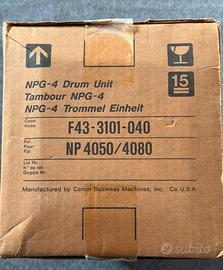 15
NPG-4 Drum Unit
Tambour NPG-4
NPG-4 Trommel Einheit
Code:
Kode: F43-3101-040
For:
Pour: NP 4050/4080
Für:
Lot No:
N° de lot:
Gruppe Nr.:
Manufactured by Canon Business Machines, Inc. Ca U.S.A.
subito